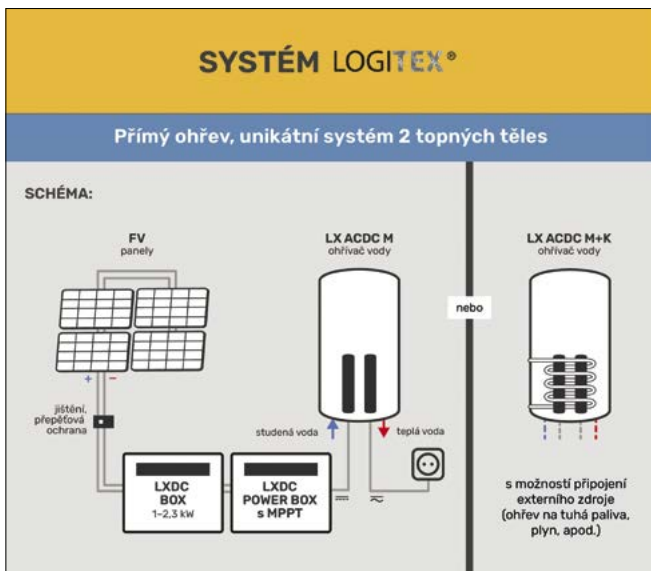 SYSTÉM LOGITEX®
Přímý ohřev, unikátní systém 2 topných těles
SCHÉMA:
FV
panely
+ −
jištění,
přepěťová
ochrana
LXDC
BOX
1–2,3 kW
LXDC
POWER BOX
s MPPT
LX ACDC M
ohřívač vody
studená voda
teplá voda
nebo
LX ACDC M+K
ohřívač vody
s možností připojení
externího zdroje
(ohřev na tuhá paliva,
plyn, apod.)